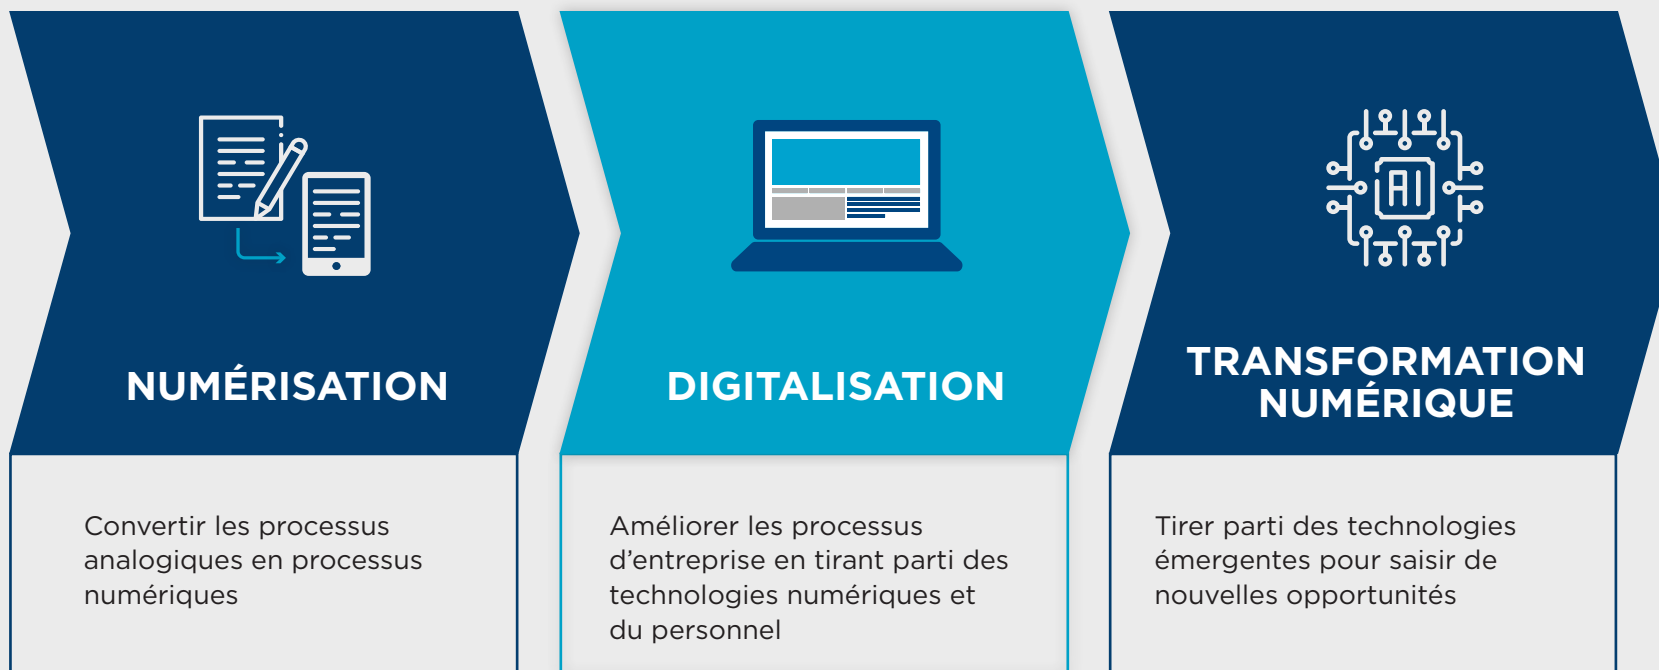 AI
NUMÉRISATION
Convertir les processus
analogiques en processus
numériques
DIGITALISATION
Améliorer les processus
d’entreprise en tirant parti des
technologies numériques et
du personnel
TRANSFORMATION
NUMÉRIQUE
Tirer parti des technologies
émergentes pour saisir de
nouvelles opportunités